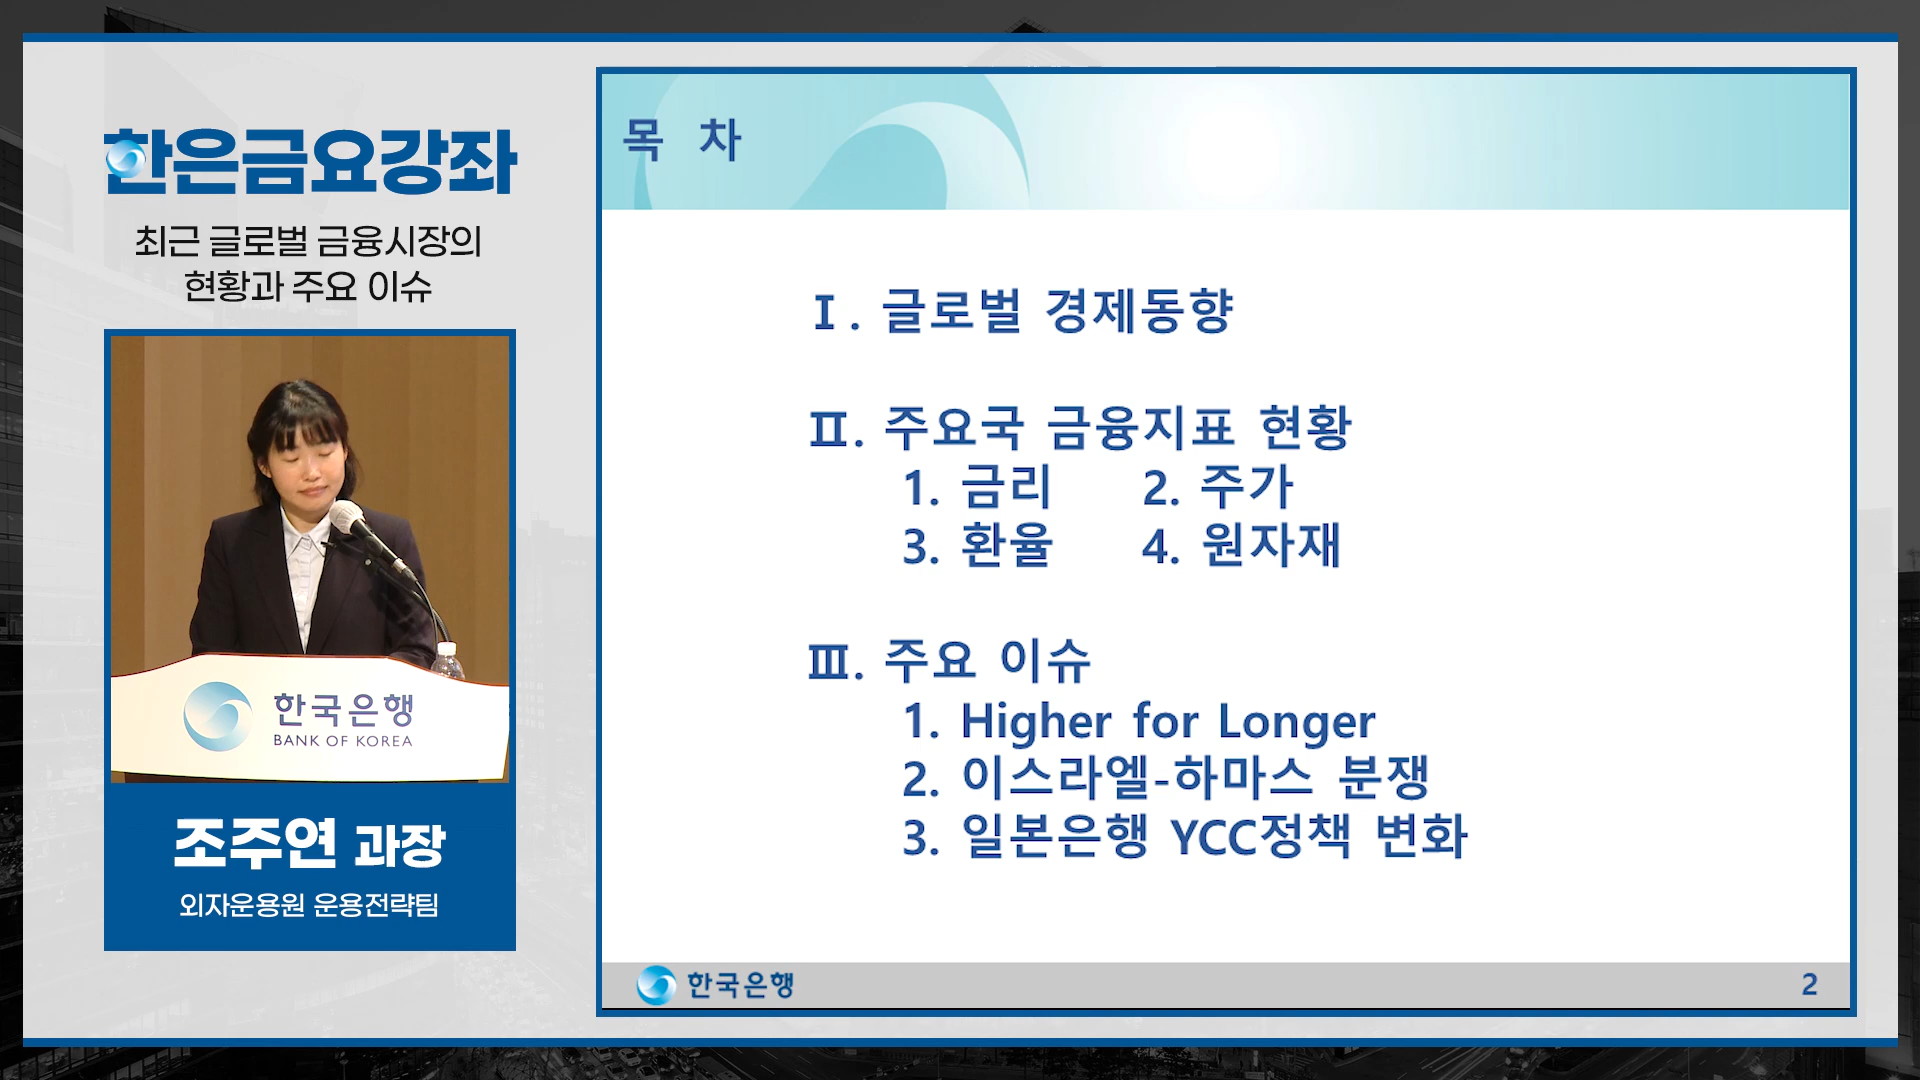 한은금요강좌
최근 글로벌 금융시장의
현황과 주요 이슈
한국은행
BANK OF KOREA
조주연 과장
외자운용원 운용전략팀
목 차
Ⅰ. 글로벌 경제동향
Ⅱ. 주요국 금융지표 현황
1. 금리 2. 주가
3. 환율 4. 원자재
Ⅲ. 주요 이슈
1. Higher for Longer
2. 이스라엘-하마스 분쟁
3. 일본은행 YCC정책 변화
한국은행
2